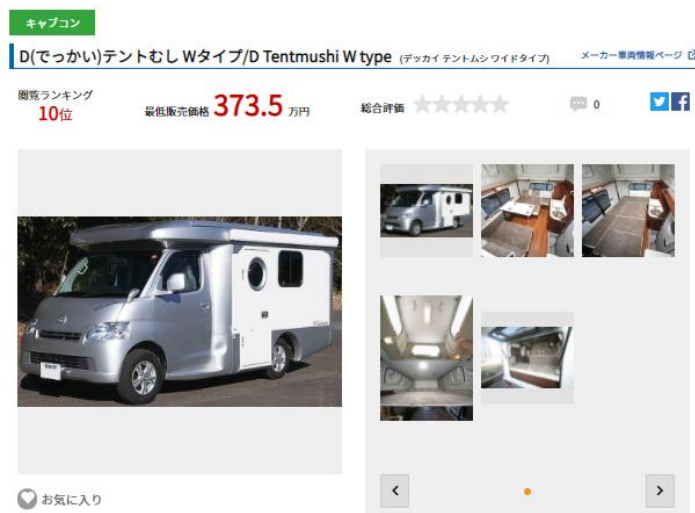 キャブコン
D(でっかい)テントむし Wタイプ/D Tentmushi W type (デッカイ テントムシ ワイドタイプ) メーカー車両情報ページ
閲覧ランキング
10位
最低販売価格 373.5 万円
総合評価
0
お気に入り